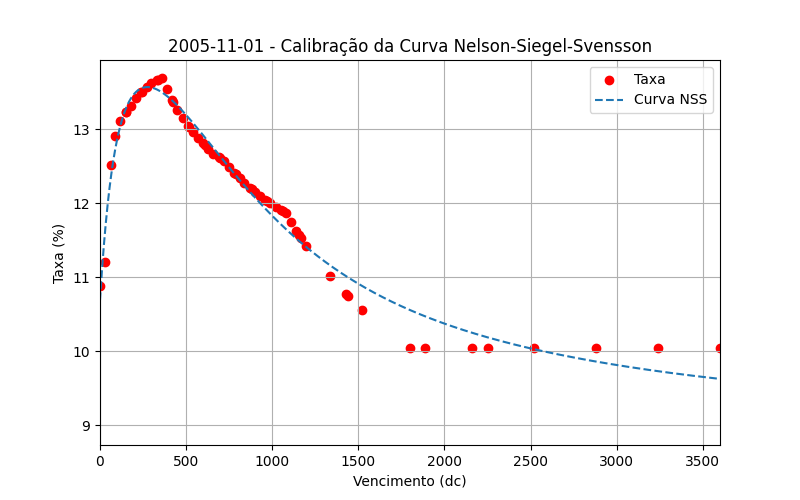 2005-11-01 - Calibração da Curva Nelson-Siegel-Svensson
Taxa
Curva NSS
Taxa (%)
13
12
11
10
9
0 500 1000 1500 2000 2500 3000 3500
Vencimento (dc)